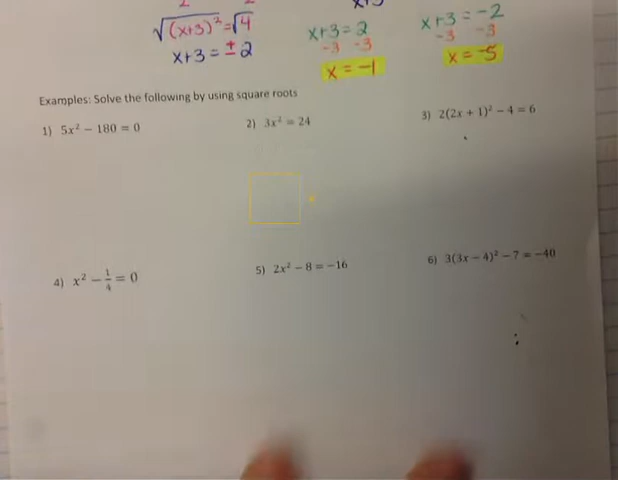 √(x+3)² = √4
x+3 = ± 2
x+3 = 2
-3 -3
x = -1
x+3 = -2
-3 -3
x = -5
Examples: Solve the following by using square roots
1) 5x² − 180 = 0
2) 3x² = 24
3) 2(2x + 1)² − 4 = 6
4) x² − 1/4 = 0
5) 2x² − 8 = −16
6) 3(3x − 4)² − 7 = −40